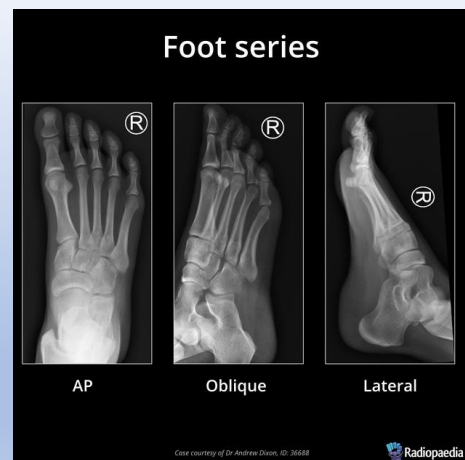 Foot series
Ⓡ
Ⓡ
Ⓡ
AP
Oblique
Lateral
Case courtesy of Dr Andrew Dixon, ID: 36688
Radiopaedia